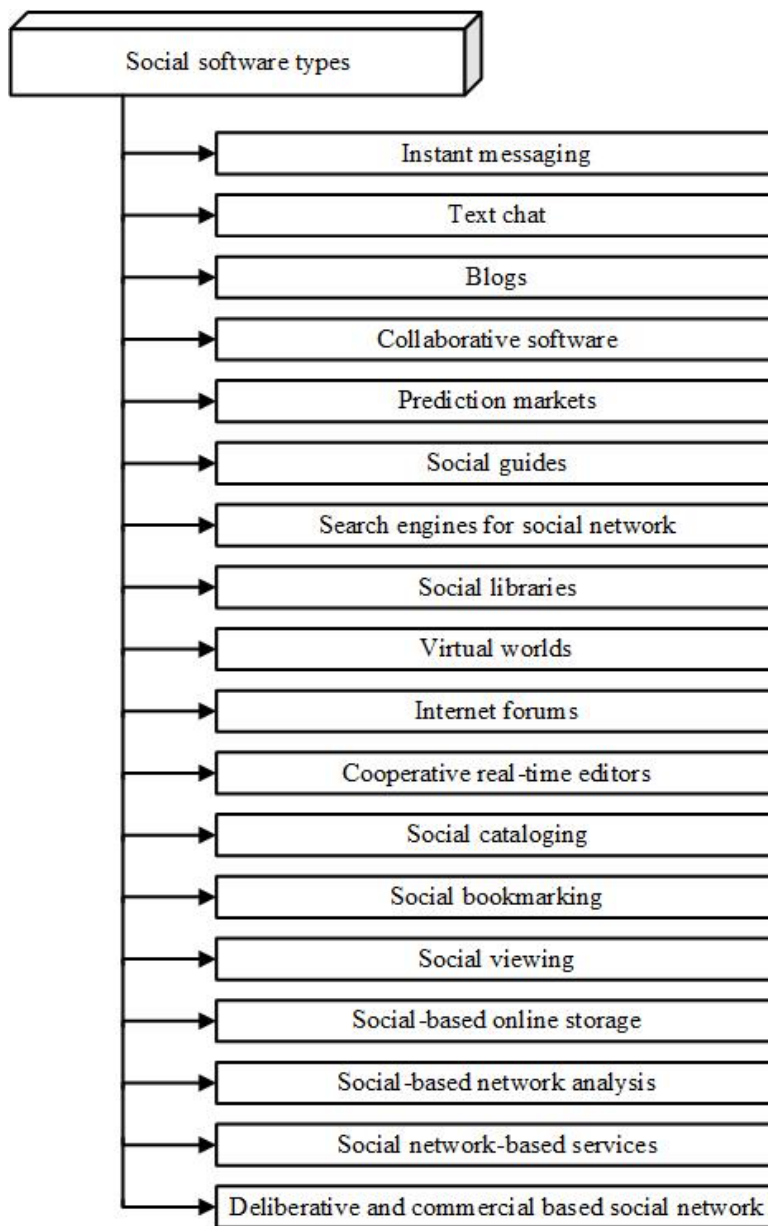 Social software types
Instant messaging
Text chat
Blogs
Collaborative software
Prediction markets
Social guides
Search engines for social network
Social libraries
Virtual worlds
Internet forums
Cooperative real-time editors
Social cataloging
Social bookmarking
Social viewing
Social-based online storage
Social-based network analysis
Social network-based services
Deliberative and commercial based social network